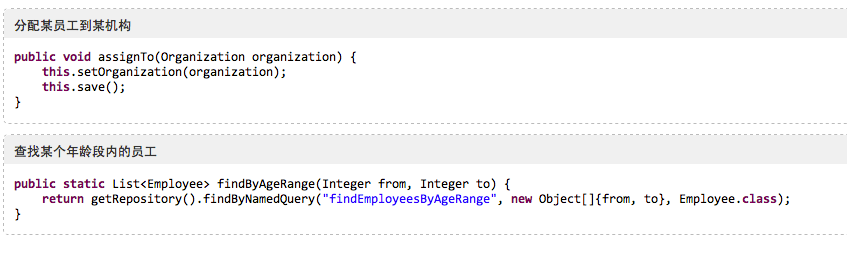 分配某员工到某机构
public void assignTo(Organization organization) {
    this.setOrganization(organization);
    this.save();
}
查找某个年龄段内的员工
public static List<Employee> findByAgeRange(Integer from, Integer to) {
    return getRepository().findByNamedQuery("findEmployeesByAgeRange", new Object[]{from, to}, Employee.class);
}